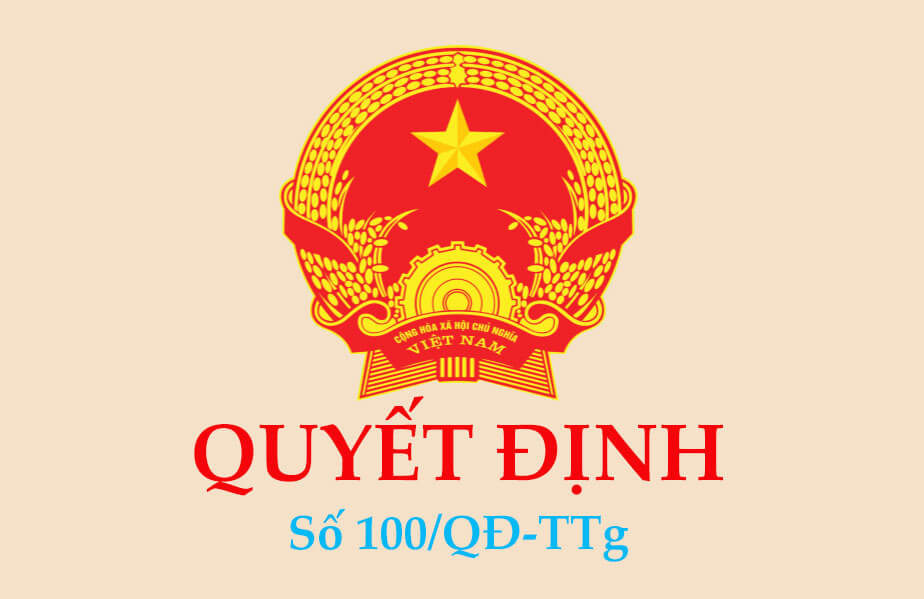 CỘNG HÒA XÃ HỘI CHỦ NGHĨA
VIỆT NAM
QUYẾT ĐỊNH
Số 100/QĐ-TTg